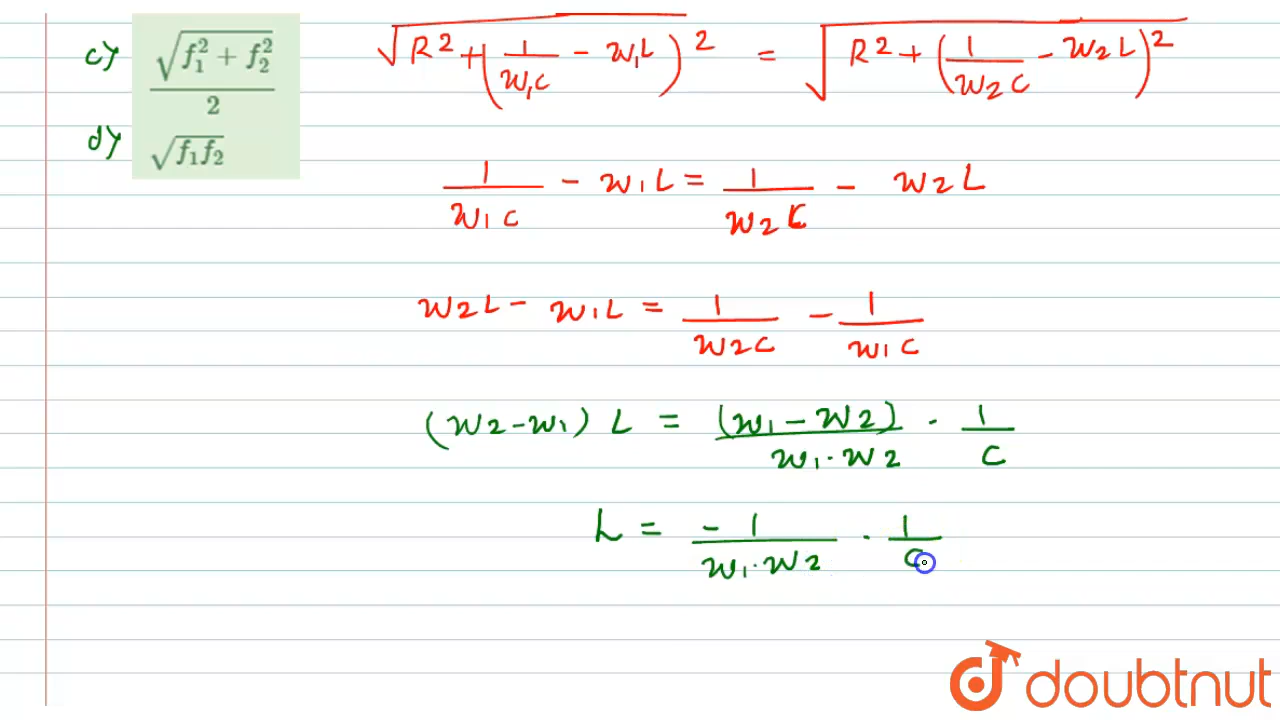 c) √(f₁² + f₂²) / 2
d) √(f₁f₂)
√(R² + (1/(w₁c) - w₁L)²) = √(R² + (1/(w₂c) - w₂L)²)
1/(w₁c) - w₁L = 1/(w₂c) - w₂L
w₂L - w₁L = 1/(w₂c) - 1/(w₁c)
(w₂-w₁) L = (w₁ - w₂)/(w₁·w₂) · 1/c
L = -1/(w₁·w₂) · 1/c
doubtnut